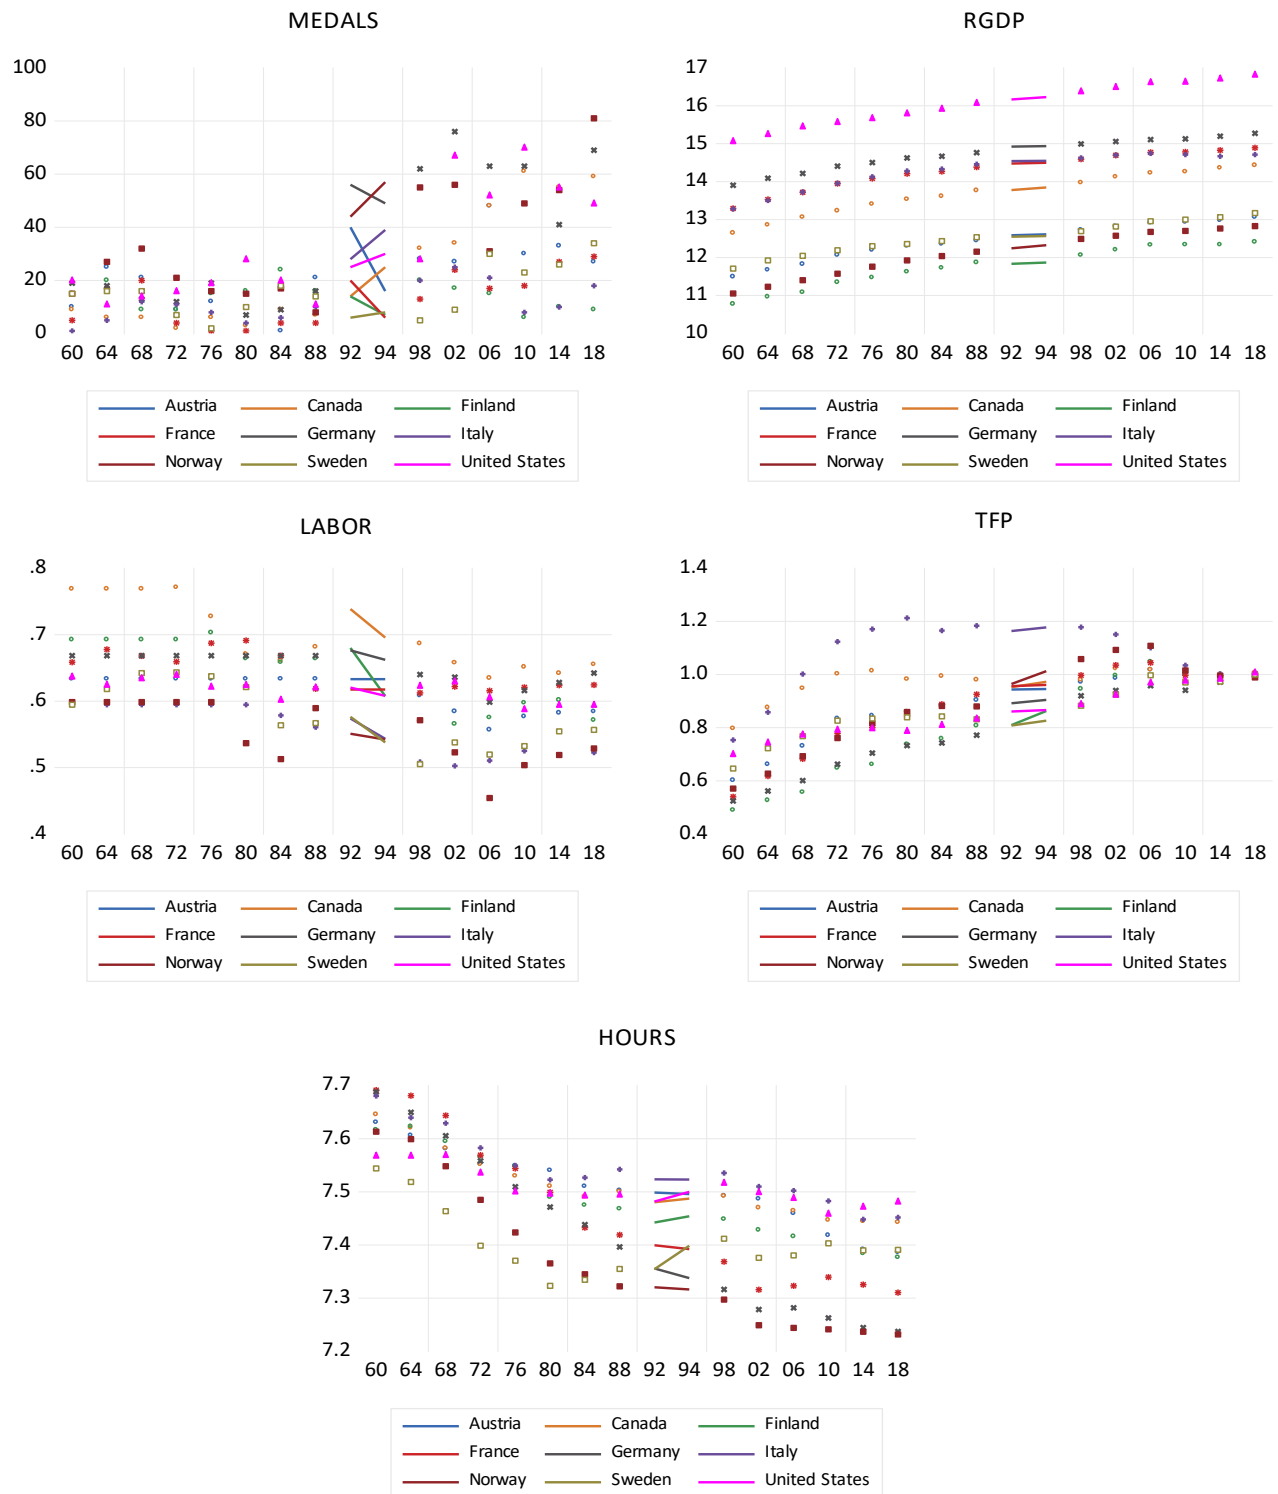 MEDALS
100
80
60
40
20
0
60 64 68 72 76 80 84 88 92 94 98 02 06 10 14 18
Austria Canada Finland
France Germany Italy
Norway Sweden United States
RGDP
17
16
15
14
13
12
11
10
60 64 68 72 76 80 84 88 92 94 98 02 06 10 14 18
Austria Canada Finland
France Germany Italy
Norway Sweden United States
LABOR
.8
.7
.6
.5
.4
60 64 68 72 76 80 84 88 92 94 98 02 06 10 14 18
Austria Canada Finland
France Germany Italy
Norway Sweden United States
TFP
1.4
1.2
1.0
0.8
0.6
0.4
60 64 68 72 76 80 84 88 92 94 98 02 06 10 14 18
Austria Canada Finland
France Germany Italy
Norway Sweden United States
HOURS
7.7
7.6
7.5
7.4
7.3
7.2
60 64 68 72 76 80 84 88 92 94 98 02 06 10 14 18
Austria Canada Finland
France Germany Italy
Norway Sweden United States